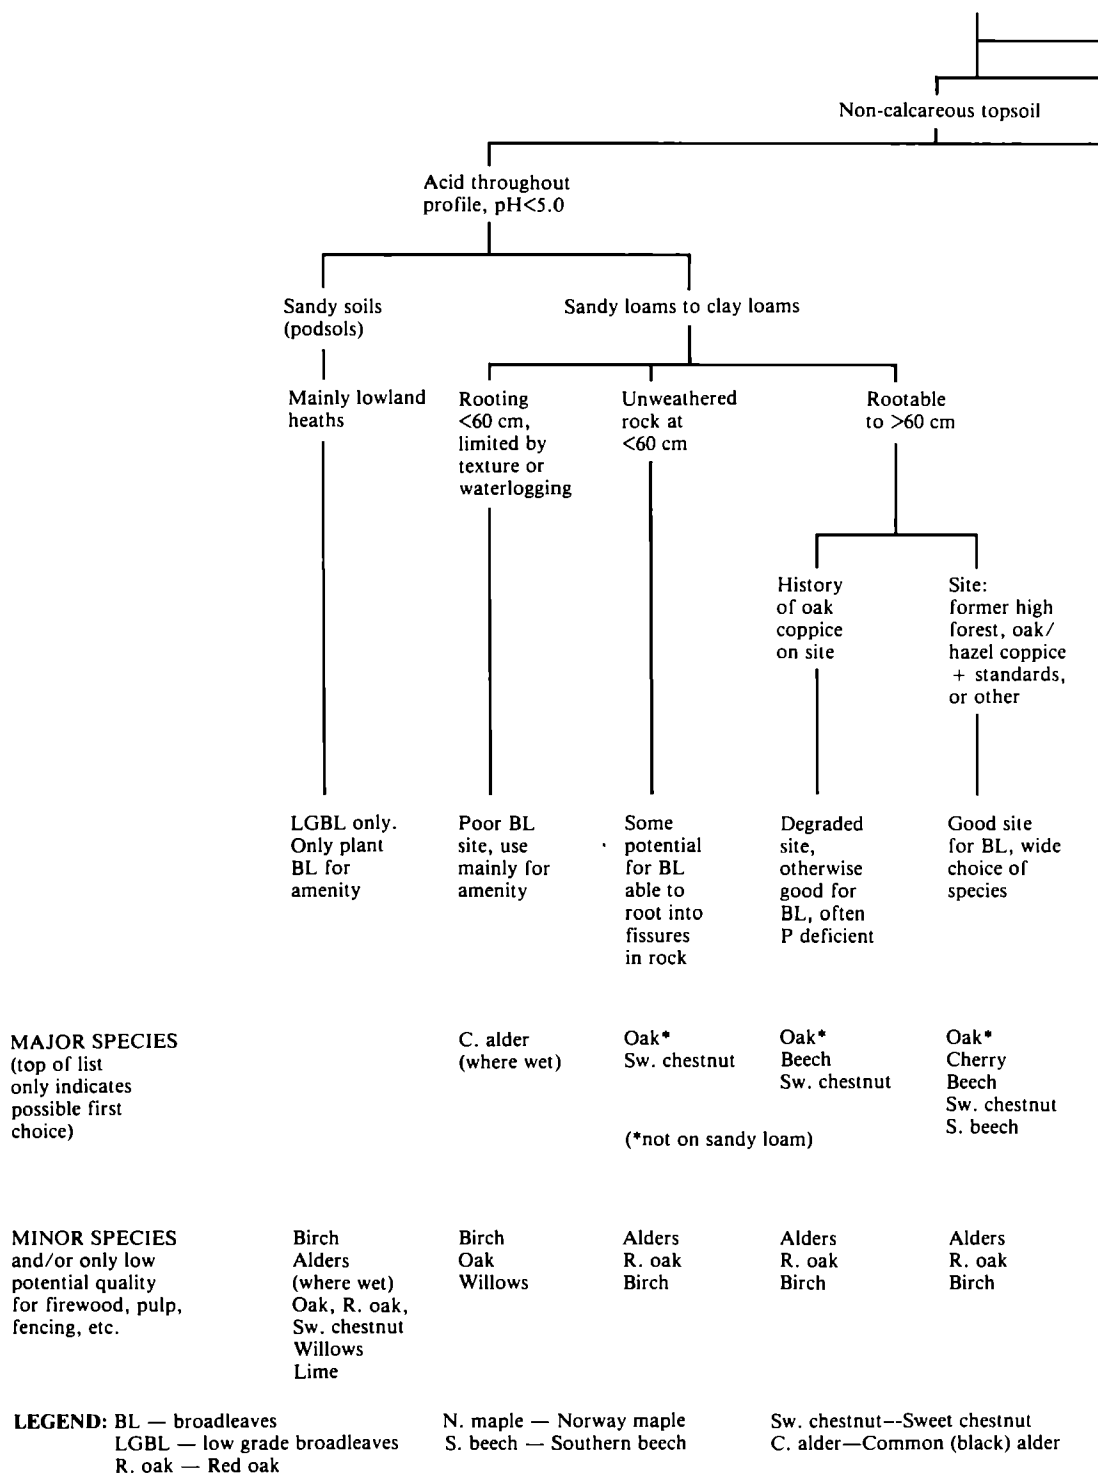 Non-calcareous topsoil
Acid throughout
profile, pH<5.0
Sandy soils
(podsols)
Sandy loams to clay loams
Mainly lowland
heaths
Rooting
<60 cm,
limited by
texture or
waterlogging
Unweathered
rock at
<60 cm
Rootable
to >60 cm
History
of oak
coppice
on site
Site:
former high
forest, oak/
hazel coppice
+ standards,
or other
LGBL only.
Only plant
BL for
amenity
Poor BL
site, use
mainly for
amenity
Some
potential
for BL
able to
root into
fissures
in rock
Degraded
site,
otherwise
good for
BL, often
P deficient
Good site
for BL, wide
choice of
species
MAJOR SPECIES
(top of list
only indicates
possible first
choice)
C. alder
(where wet)
Oak*
Sw. chestnut
Oak*
Beech
Sw. chestnut
(*not on sandy loam)
Oak*
Cherry
Beech
Sw. chestnut
S. beech
MINOR SPECIES
and/or only low
potential quality
for firewood, pulp,
fencing, etc.
Birch
Alders
(where wet)
Oak, R. oak,
Sw. chestnut
Willows
Lime
Birch
Oak
Willows
Alders
R. oak
Birch
Alders
R. oak
Birch
Alders
R. oak
Birch
LEGEND: BL — broadleaves
LGBL — low grade broadleaves
R. oak — Red oak
N. maple — Norway maple
S. beech — Southern beech
Sw. chestnut--Sweet chestnut
C. alder—Common (black) alder